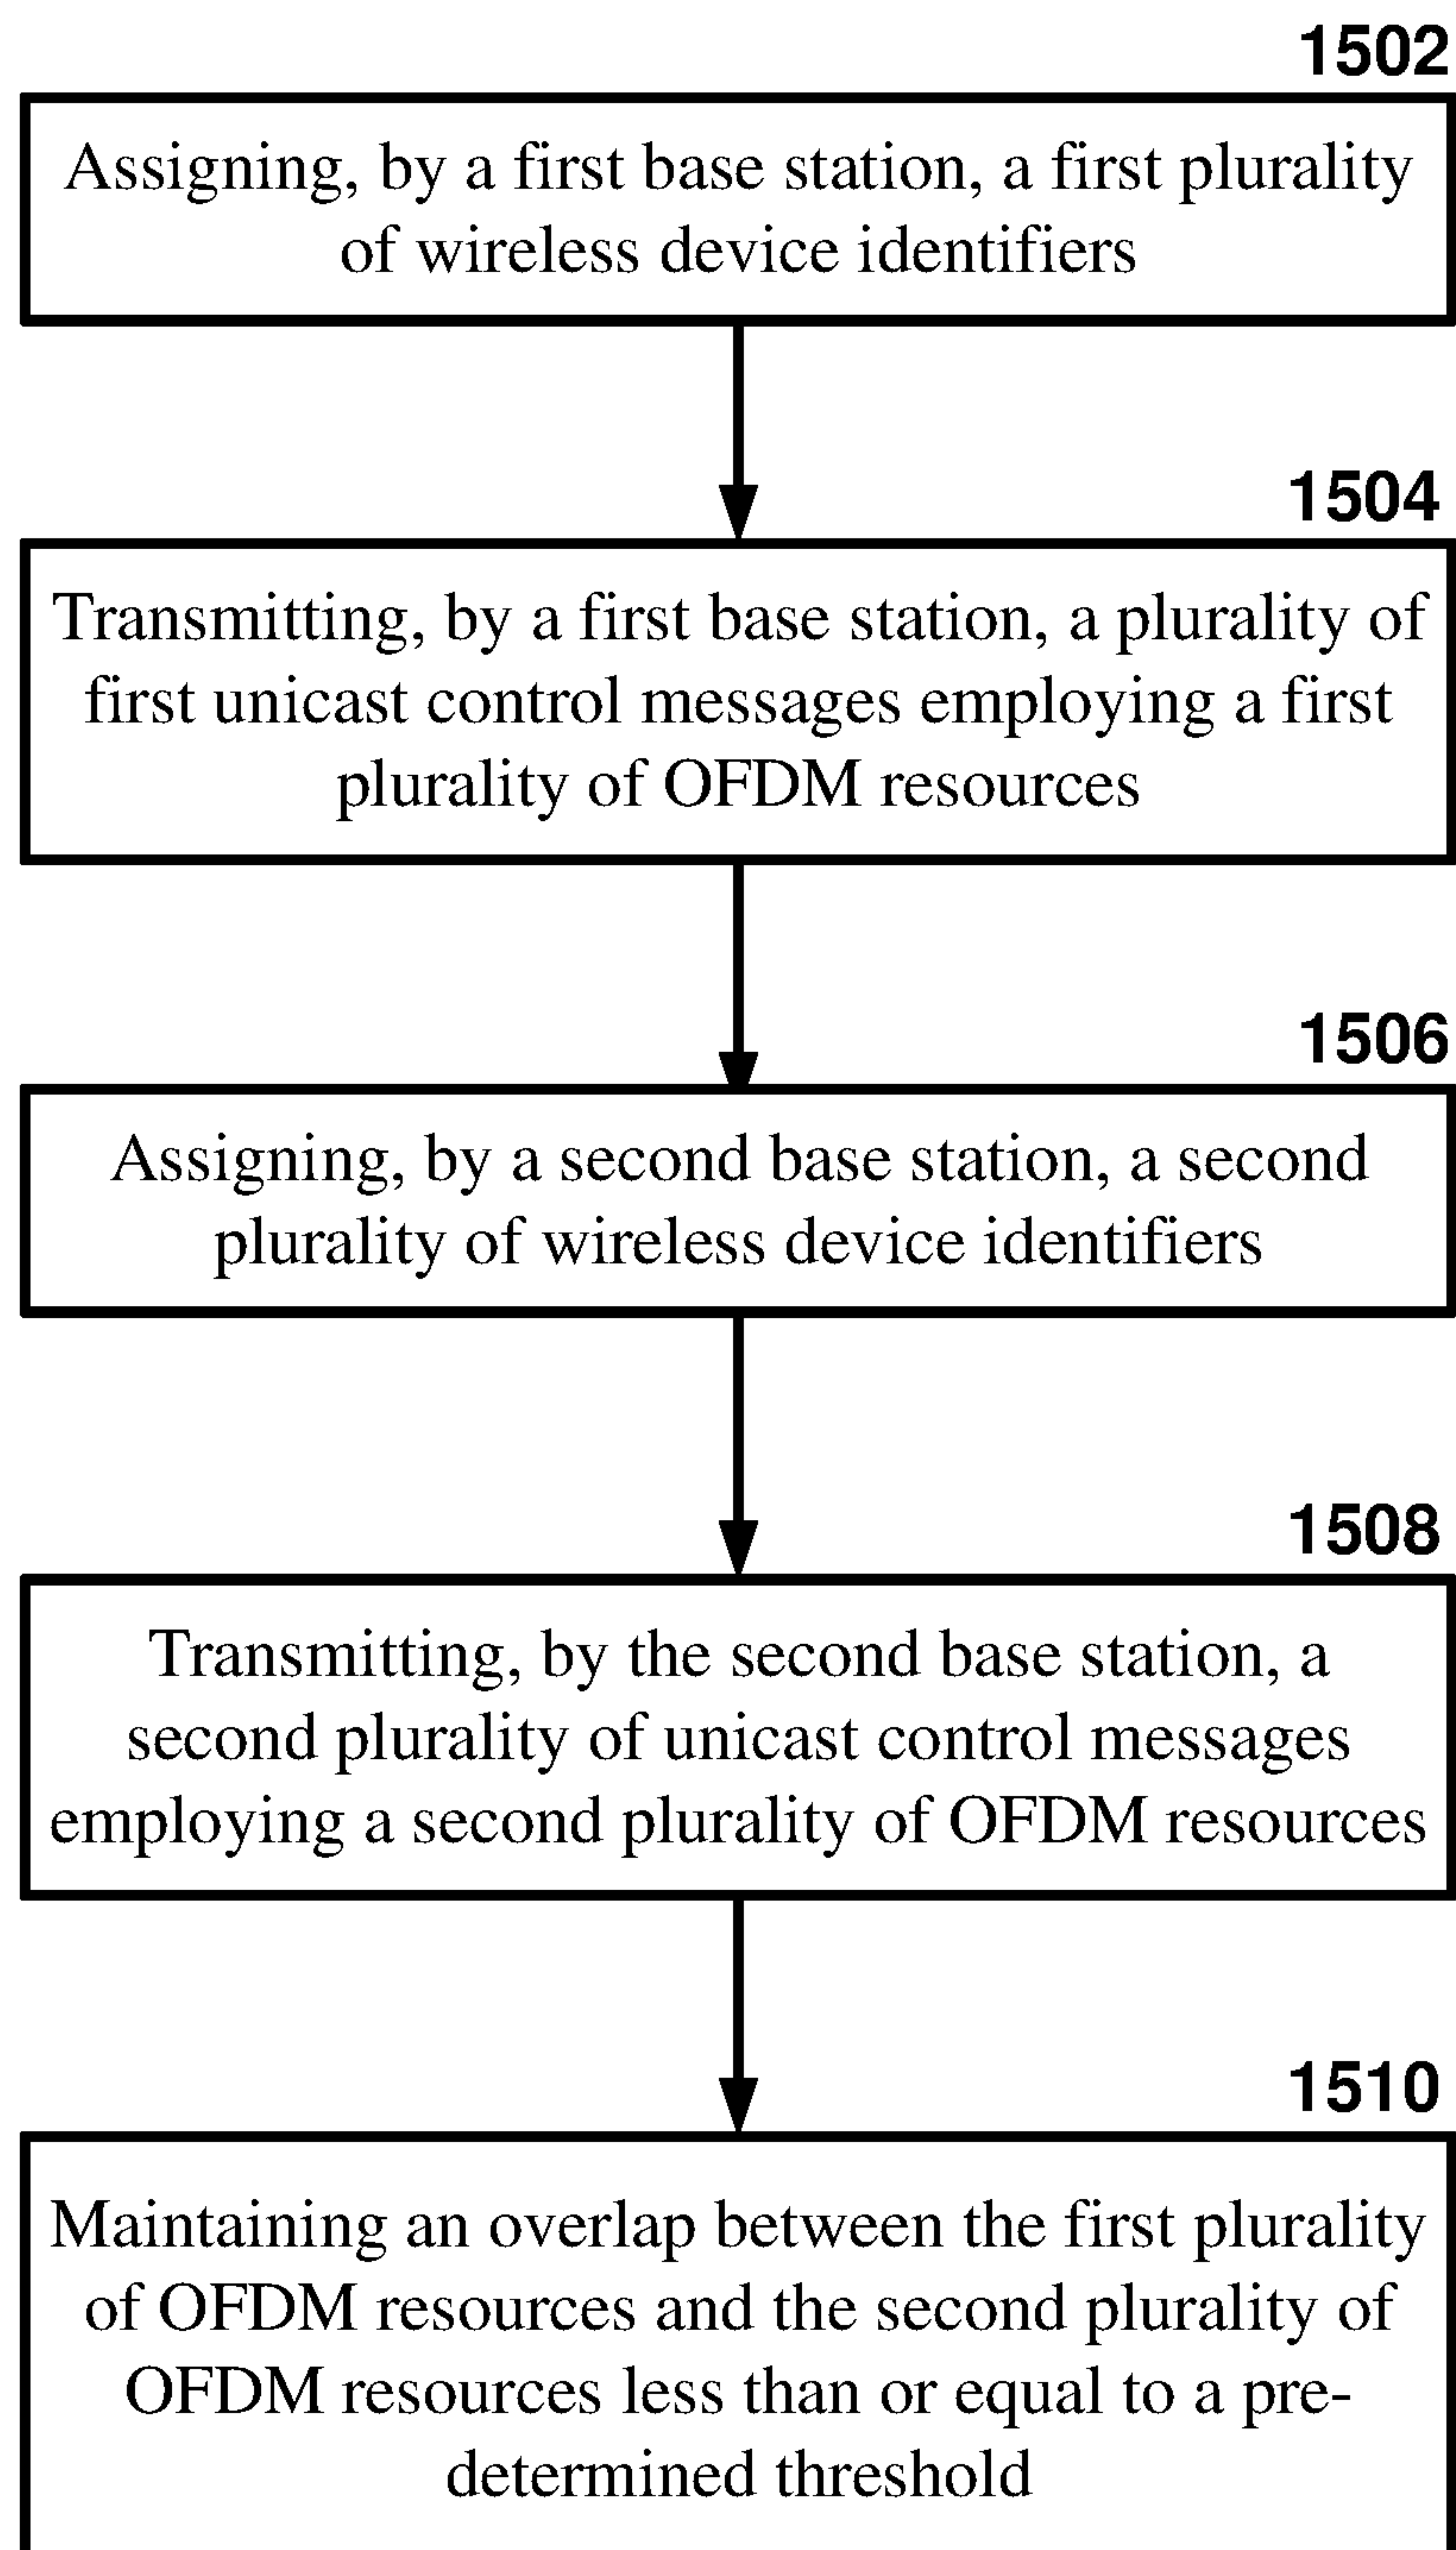 1502
Assigning, by a first base station, a first plurality
of wireless device identifiers
1504
Transmitting, by a first base station, a plurality of
first unicast control messages employing a first
plurality of OFDM resources
1506
Assigning, by a second base station, a second
plurality of wireless device identifiers
1508
Transmitting, by the second base station, a
second plurality of unicast control messages
employing a second plurality of OFDM resources
1510
Maintaining an overlap between the first plurality
of OFDM resources and the second plurality of
OFDM resources less than or equal to a pre-
determined threshold